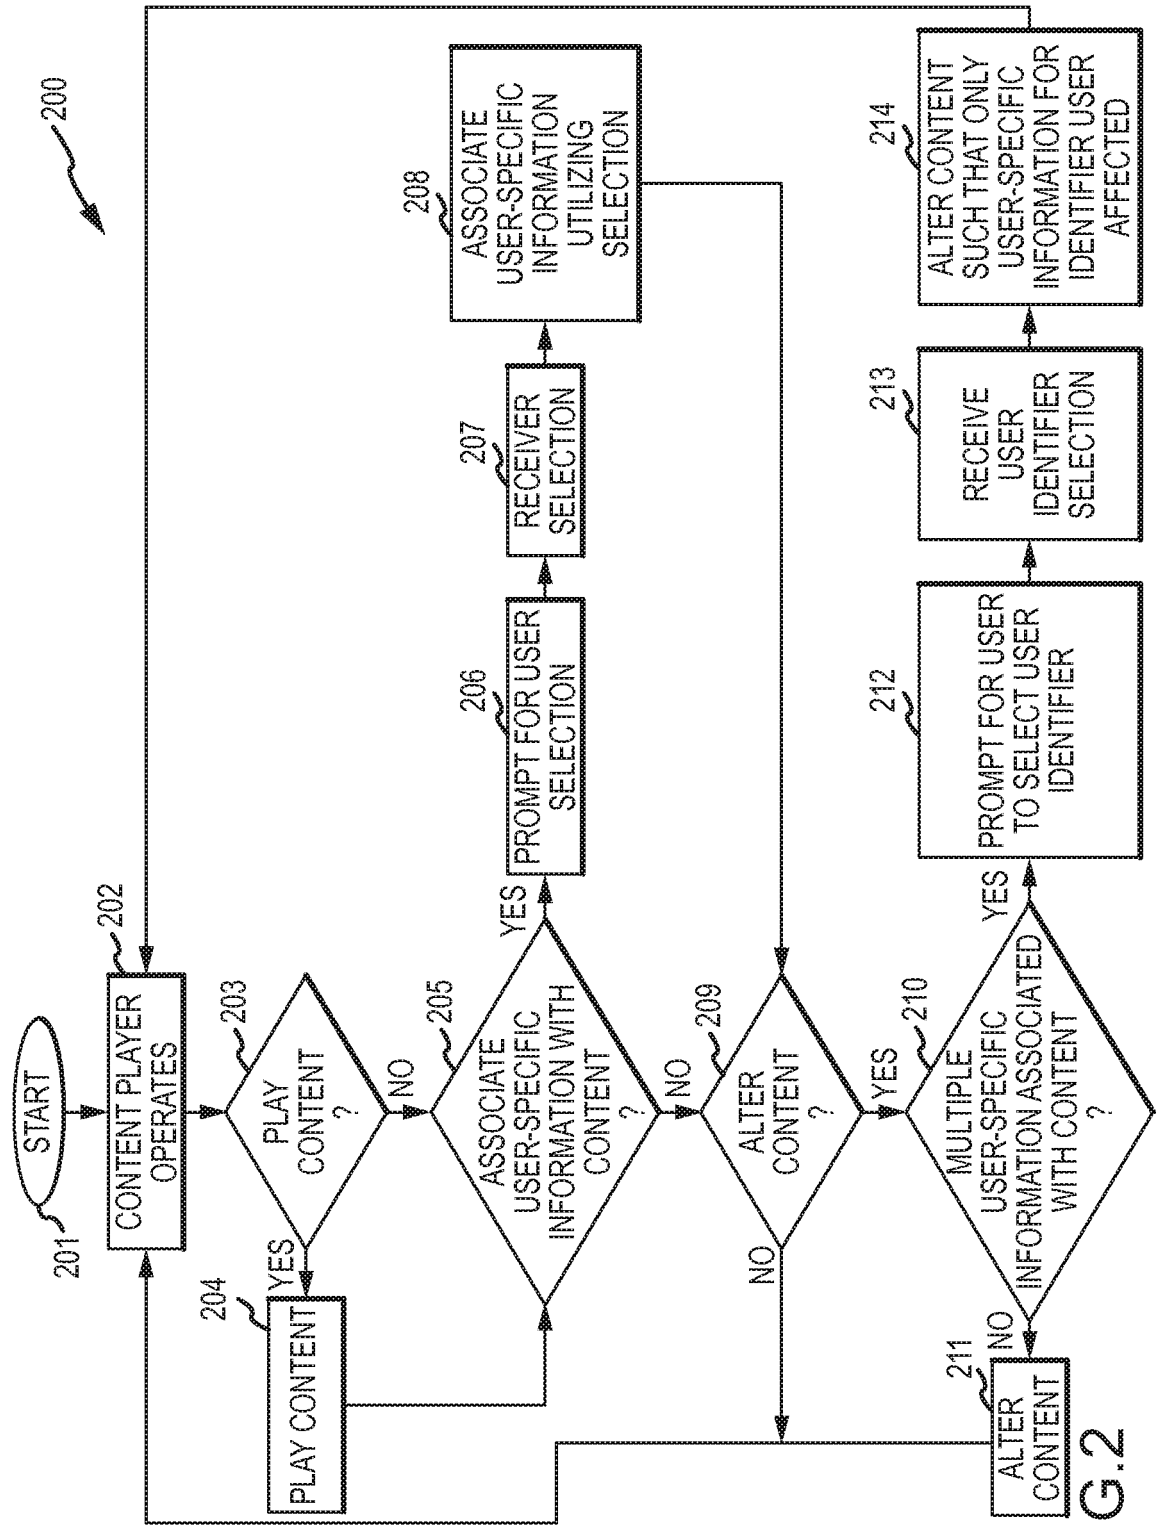 200
START
201
CONTENT PLAYER
OPERATES
202
PLAY
CONTENT
?
203
YES
NO
PLAY CONTENT
204
ASSOCIATE
USER-SPECIFIC
INFORMATION WITH
CONTENT
?
205
YES
NO
PROMPT FOR USER
SELECTION
206
RECEIVER
SELECTION
207
ASSOCIATE
USER-SPECIFIC
INFORMATION
UTILIZING
SELECTION
208
ALTER
CONTENT
?
209
NO
YES
MULTIPLE
USER-SPECIFIC
INFORMATION ASSOCIATED
WITH CONTENT
?
210
NO
YES
ALTER
CONTENT
211
PROMPT FOR USER
TO SELECT USER
IDENTIFIER
212
RECEIVE
USER
IDENTIFIER
SELECTION
213
ALTER CONTENT
SUCH THAT ONLY
USER-SPECIFIC
INFORMATION FOR
IDENTIFIER USER
AFFECTED
214
G.2